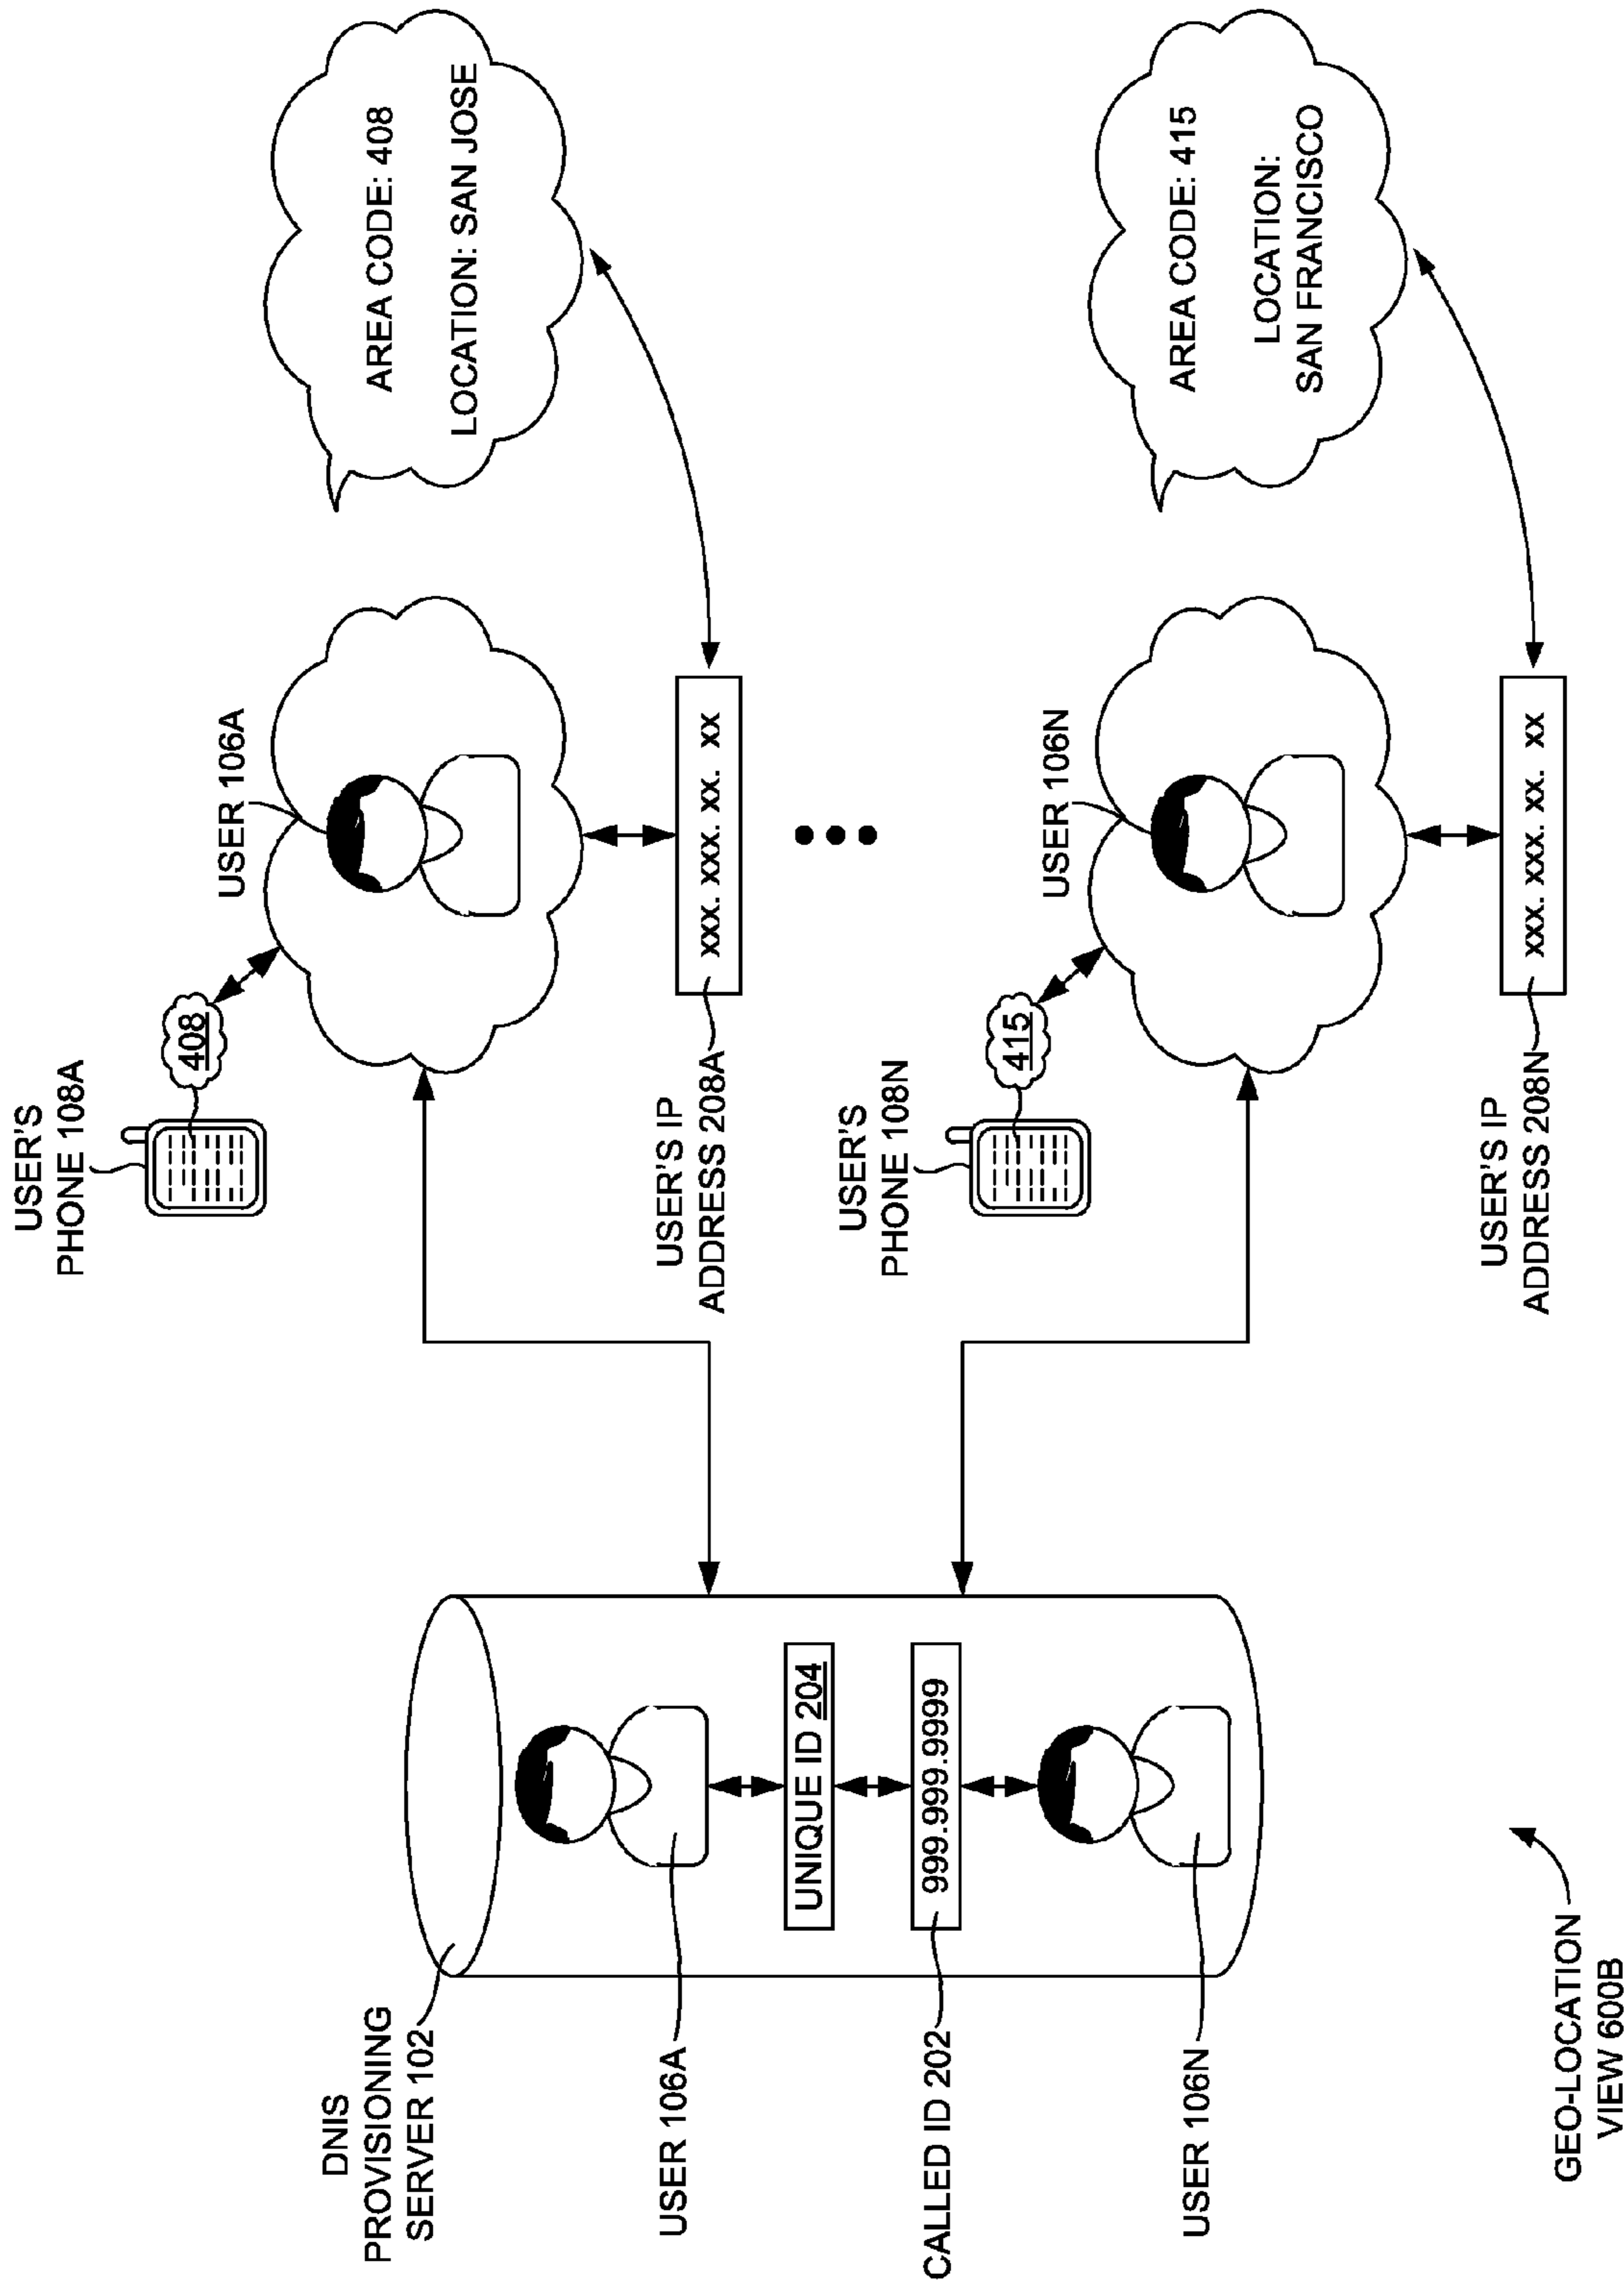 DNIS
PROVISIONING
SERVER 102
USER 106A
UNIQUE ID 204
CALLED ID 202
999.999.9999
USER 106N
USER'S
PHONE 108A
408
USER 106A
USER'S IP
ADDRESS 208A
xxx. xxx. xx. xx
AREA CODE: 408
LOCATION: SAN JOSE
USER'S
PHONE 108N
415
USER 106N
USER'S IP
ADDRESS 208N
xxx. xxx. xx. xx
AREA CODE: 415
LOCATION:
SAN FRANCISCO
GEO-LOCATION
VIEW 600B